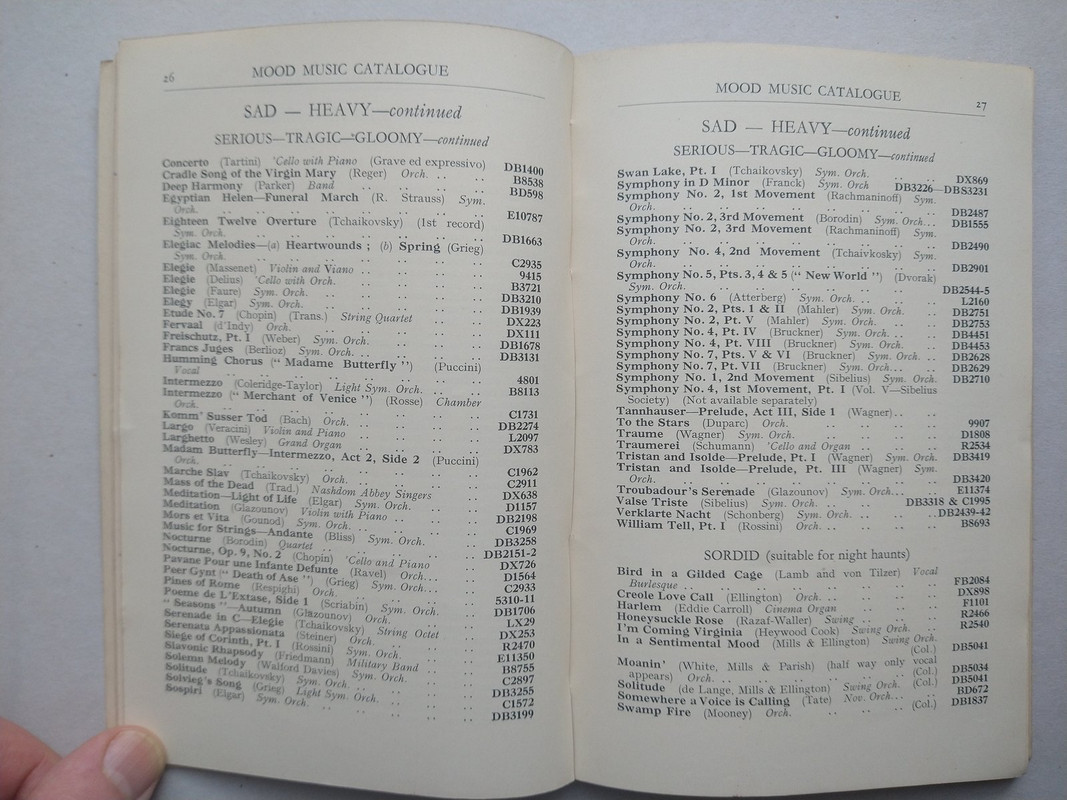 26
MOOD MUSIC CATALOGUE
SAD — HEAVY—continued
SERIOUS—TRAGIC—GLOOMY—continued
Concerto (Tartini) 'Cello with Piano (Grave ed expressivo) DB1400
Cradle Song of the Virgin Mary (Reger) Orch. .. .. B8538
Deep Harmony (Parker) Band .. .. .. .. BD598
Egyptian Helen—Funeral March (R. Strauss) Sym.
Orch. .. .. .. .. .. .. .. .. E10787
Eighteen Twelve Overture (Tchaikovsky) (1st record)
Sym. Orch. .. .. .. .. .. .. .. DB1663
Elegiac Melodies—(a) Heartwounds ; (b) Spring (Grieg)
Sym. Orch. .. .. .. .. .. .. .. C2935
Elegie (Massenet) Violin and Viano .. .. .. .. 9415
Elegie (Delius) 'Cello with Orch. .. .. .. .. B3721
Elegie (Faure) Sym. Orch. .. .. .. .. .. DB3210
Elegy (Elgar) Sym. Orch. .. .. .. .. .. DB1939
Etude No. 7 (Chopin) (Trans.) String Quartet .. .. DX223
Fervaal (d'Indy) Orch. .. .. .. .. .. DX111
Freischutz, Pt. I (Weber) Sym. Orch. .. .. .. DB1678
Francs Juges (Berlioz) Sym. Orch. .. .. .. DB3131
Humming Chorus (“ Madame Butterfly ”) (Puccini)
Vocal .. .. .. .. .. .. .. .. 4801
Intermezzo (Coleridge-Taylor) Light Sym. Orch. .. .. B8113
Intermezzo (“ Merchant of Venice ”) (Rosse) Chamber
Orch. .. .. .. .. .. .. .. .. C1731
Komm' Susser Tod (Bach) Orch. .. .. .. .. DB2274
Largo (Veracini) Violin and Piano .. .. .. .. L2097
Larghetto (Wesley) Grand Organ .. .. .. .. DX783
Madam Butterfly—Intermezzo, Act 2, Side 2 (Puccini)
Orch. .. .. .. .. .. .. .. .. C1962
Marche Slav (Tchaikovsky) Orch. .. .. .. .. C2911
Mass of the Dead (Trad.) Nashdom Abbey Singers .. DX638
Meditation—Light of Life (Elgar) Sym. Orch. .. .. D1157
Meditation (Glazounov) Violin with Piano .. .. .. DB2198
Mors et Vita (Gounod) Sym. Orch. .. .. .. C1969
Music for Strings—Andante (Bliss) Sym. Orch. .. DB3258
Nocturne (Borodin) Quartet .. .. .. .. DB2151-2
Nocturne, Op. 9, No. 2 (Chopin) 'Cello and Piano .. DX726
Pavane Pour une Infante Defunte (Ravel) Orch... .. D1564
Peer Gynt (“ Death of Ase ”) (Grieg) Sym. Orch... .. C2933
Pines of Rome (Respighi) Orch. .. .. .. 5310-11
Poeme de L'Extase, Side 1 (Scriabin) Sym. Orch. .. DB1706
“ Seasons ”—Autumn (Glazounov) Orch. .. .. LX29
Serenade in C—Elegie (Tchaikovsky) String Octet .. DX253
Serenata Appassionata (Steiner) Orch. .. .. .. R2470
Siege of Corinth, Pt. I (Rossini) Sym. Orch. .. .. E11350
Slavonic Rhapsody (Friedmann) Military Band .. .. B8755
Solemn Melody (Walford Davies) Sym. Orch. .. .. C2897
Solitude (Tchaikovsky) Sym. Orch. .. .. .. DB3255
Solvieg's Song (Grieg) Light Sym. Orch. .. .. C1572
Sospiri (Elgar) Sym. Orch. .. .. .. .. DB3199
MOOD MUSIC CATALOGUE
27
SAD — HEAVY—continued
SERIOUS—TRAGIC—GLOOMY—continued
Swan Lake, Pt. I (Tchaikovsky) Sym. Orch. .. .. DX869
Symphony in D Minor (Franck) Sym. Orch DB3226—DBS3231
Symphony No. 2, 1st Movement (Rachmaninoff) Sym.
Orch. .. .. .. .. .. .. .. .. DB2487
Symphony No. 2, 3rd Movement (Borodin) Sym. Orch... DB1555
Symphony No. 2, 3rd Movement (Rachmaninoff) Sym.
Orch. .. .. .. .. .. .. .. .. DB2490
Symphony No. 4, 2nd Movement (Tchaivkosky) Sym.
Orch. .. .. .. .. .. .. .. .. DB2901
Symphony No. 5, Pts. 3, 4 & 5 (“ New World ”) (Dvorak)
Sym. Orch. .. .. .. .. .. .. DB2544-5
Symphony No. 6 (Atterberg) Sym. Orch. .. .. .. L2160
Symphony No. 2, Pts. I & II (Mahler) Sym. Orch. .. DB2751
Symphony No. 2, Pt. V (Mahler) Sym. Orch. .. .. DB2753
Symphony No. 4, Pt. IV (Bruckner) Sym. Orch. .. DB4451
Symphony No. 4, Pt. VIII (Bruckner) Sym. Orch. .. DB4453
Symphony No. 7, Pts. V & VI (Bruckner) Sym. Orch. .. DB2628
Symphony No. 7, Pt. VII (Bruckner) Sym. Orch... .. DB2629
Symphony No. 1, 2nd Movement (Sibelius) Sym. Orch. DB2710
Symphony No. 4, 1st Movement, Pt. I (Vol. V—Sibelius
Society) (Not available separately)
Tannhauser—Prelude, Act III, Side 1 (Wagner).. ..
To the Stars (Duparc) Orch. .. .. .. .. 9907
Traume (Wagner) Sym. Orch. .. .. .. .. D1808
Traumerei (Schumann) 'Cello and Organ .. .. .. R2534
Tristan and Isolde—Prelude, Pt. I (Wagner) Sym. Orch. DB3419
Tristan and Isolde—Prelude, Pt. III (Wagner) Sym.
Orch. .. .. .. .. .. .. .. .. DB3420
Troubadour's Serenade (Glazounov) Sym. Orch... .. E11374
Valse Triste (Sibelius) Sym. Orch. .. .. DB3318 & C1995
Verklarte Nacht (Schonberg) Sym. Orch. .. .. DB2439-42
William Tell, Pt. I (Rossini) Orch. .. .. .. .. B8693
SORDID (suitable for night haunts)
Bird in a Gilded Cage (Lamb and von Tilzer) Vocal
Burlesque .. .. .. .. .. .. .. FB2084
Creole Love Call (Ellington) Orch. .. .. .. DX898
Harlem (Eddie Carroll) Cinema Organ .. .. .. F1101
Honeysuckle Rose (Razaf-Waller) Swing .. .. .. R2466
I'm Coming Virginia (Heywood Cook) Swing Orch. .. R2540
In a Sentimental Mood (Mills & Ellington) Swing Orch.
(Col.) DB5041
Moanin' (White, Mills & Parish) (half way only vocal
appears) Orch. .. .. .. .. .. (Col.) DB5034
Solitude (de Lange, Mills & Ellington) Swing Orch. (Col.) DB5041
Somewhere a Voice is Calling (Tate) Nov. Orch... .. BD672
Swamp Fire (Mooney) Orch. .. .. .. .. (Col.) DB1837